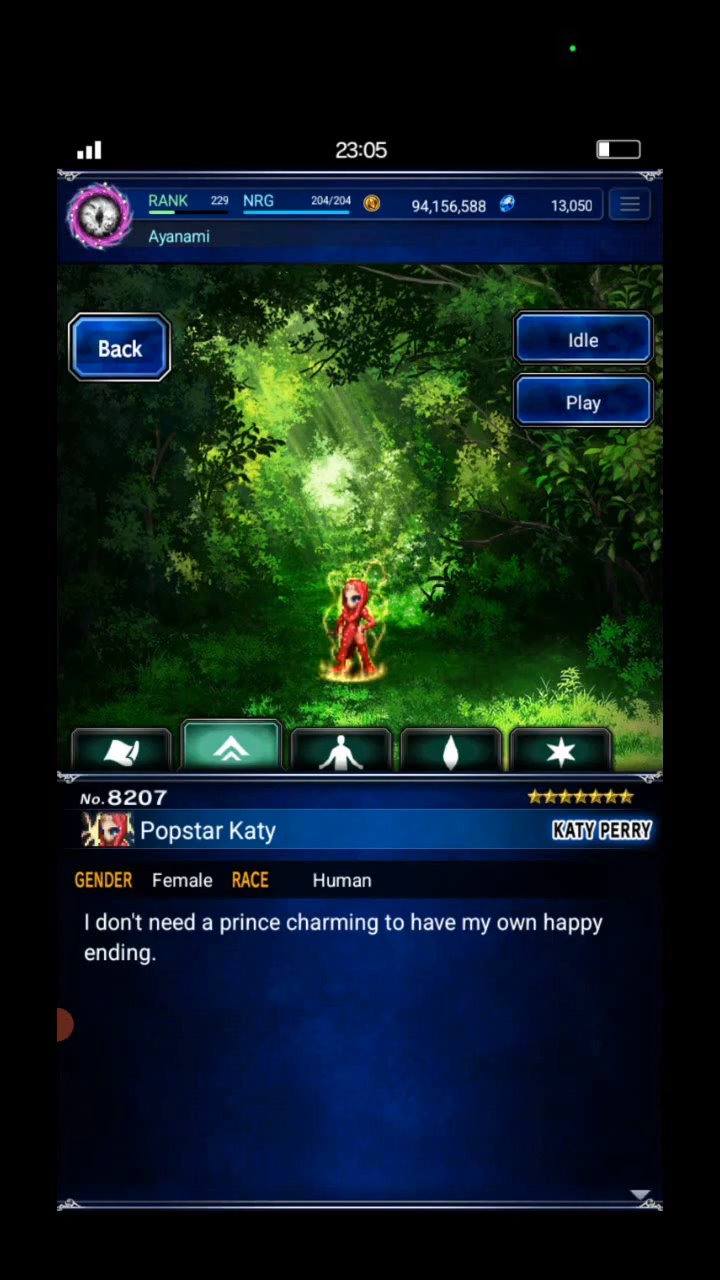 23:05
RANK 229 NRG 204/204 94,156,588 13,050
Ayanami
Back
Idle
Play
No.8207
Popstar Katy KATY PERRY
GENDER Female RACE Human
I don't need a prince charming to have my own happy
ending.